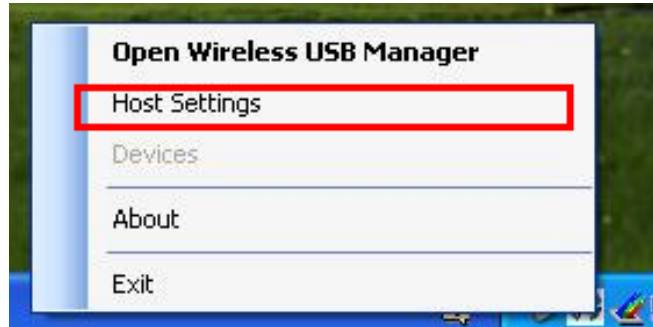 Open Wireless USB Manager
Host Settings
Devices
About
Exit